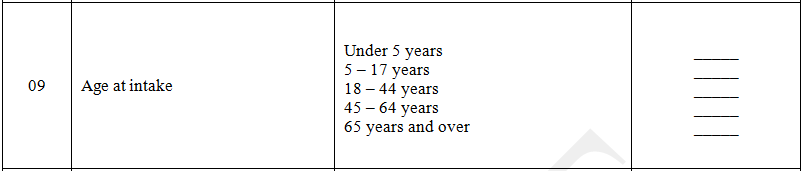 09
Age at intake
Under 5 years
5 – 17 years
18 – 44 years
45 – 64 years
65 years and over